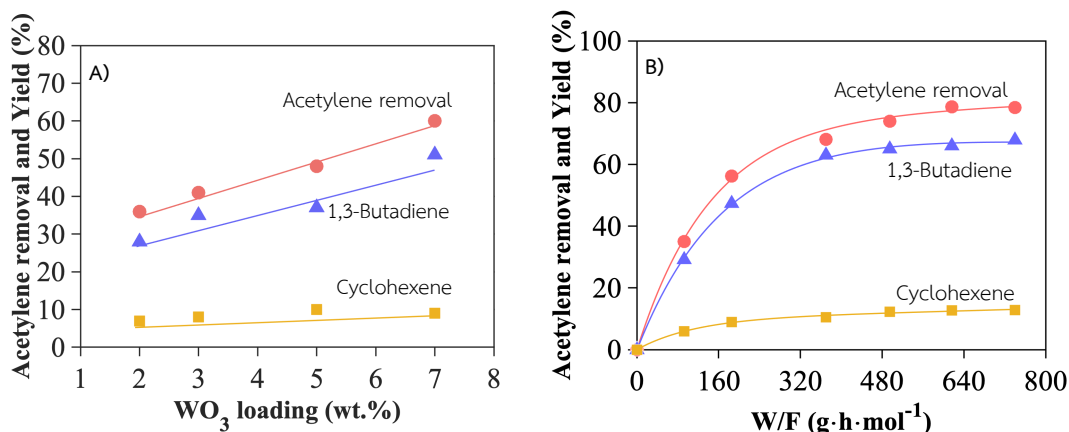 A)
Acetylene removal and Yield (%)
80
70
60
50
40
30
20
10
0
Acetylene removal
1,3-Butadiene
Cyclohexene
1 2 3 4 5 6 7 8
WO₃ loading (wt.%)
B)
Acetylene removal and Yield (%)
100
80
60
40
20
0
Acetylene removal
1,3-Butadiene
Cyclohexene
0 160 320 480 640 800
W/F (g·h·mol⁻¹)